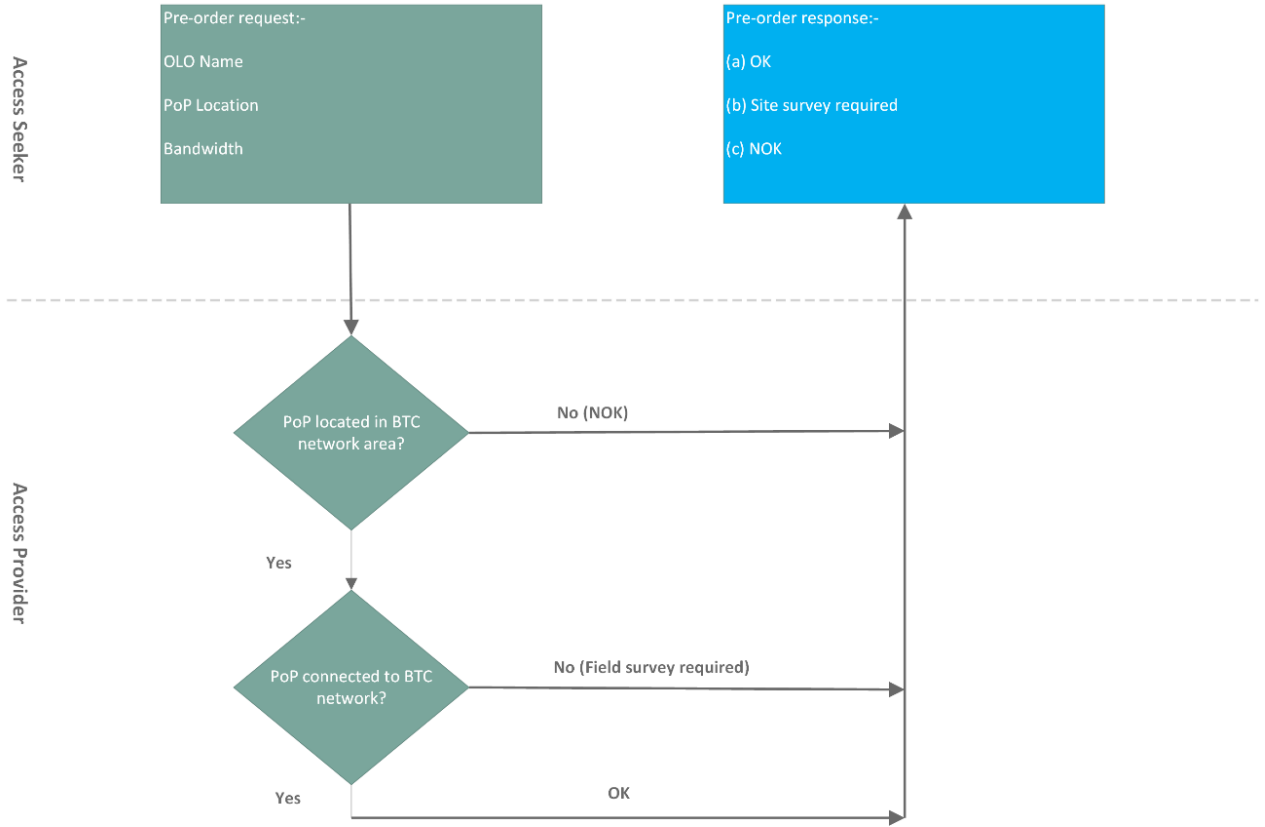 Access Seeker
Pre-order request:-
OLO Name
PoP Location
Bandwidth
Pre-order response:-
(a) OK
(b) Site survey required
(c) NOK
Access Provider
PoP located in BTC
network area?
No (NOK)
Yes
PoP connected to BTC
network?
No (Field survey required)
Yes
OK